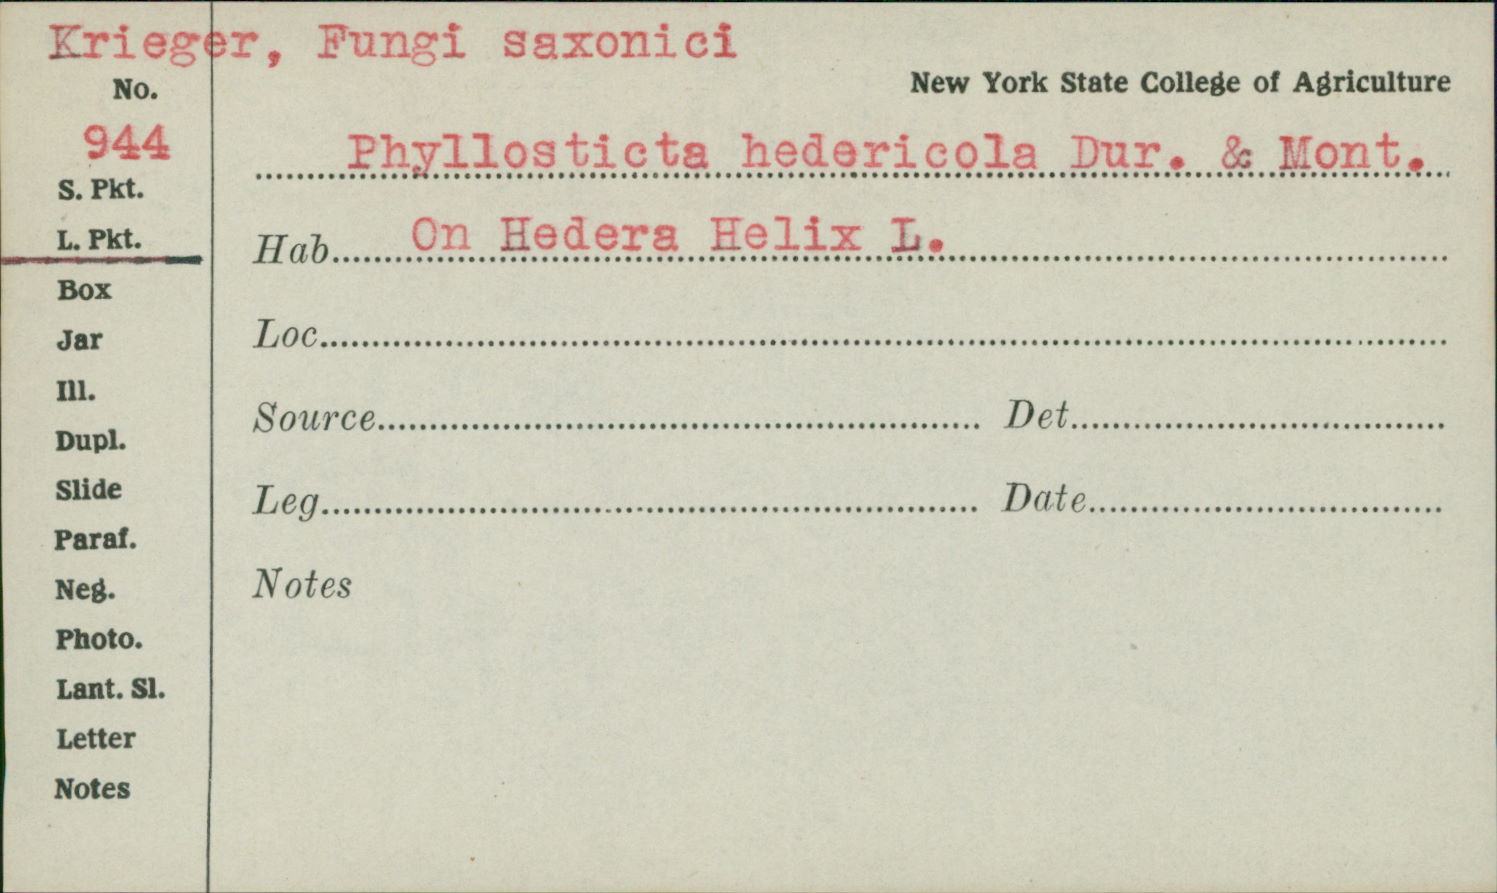 Krieger, Fungi saxonici
New York State College of Agriculture
No.
944
Phyllosticta hedericola Dur. & Mont.
S. Pkt.
L. Pkt.
Hab. On Hedera Helix L.
Box
Jar
Loc.
Ill.
Source Det.
Dupl.
Slide
Leg. Date
Paraf.
Neg.
Notes
Photo.
Lant. Sl.
Letter
Notes